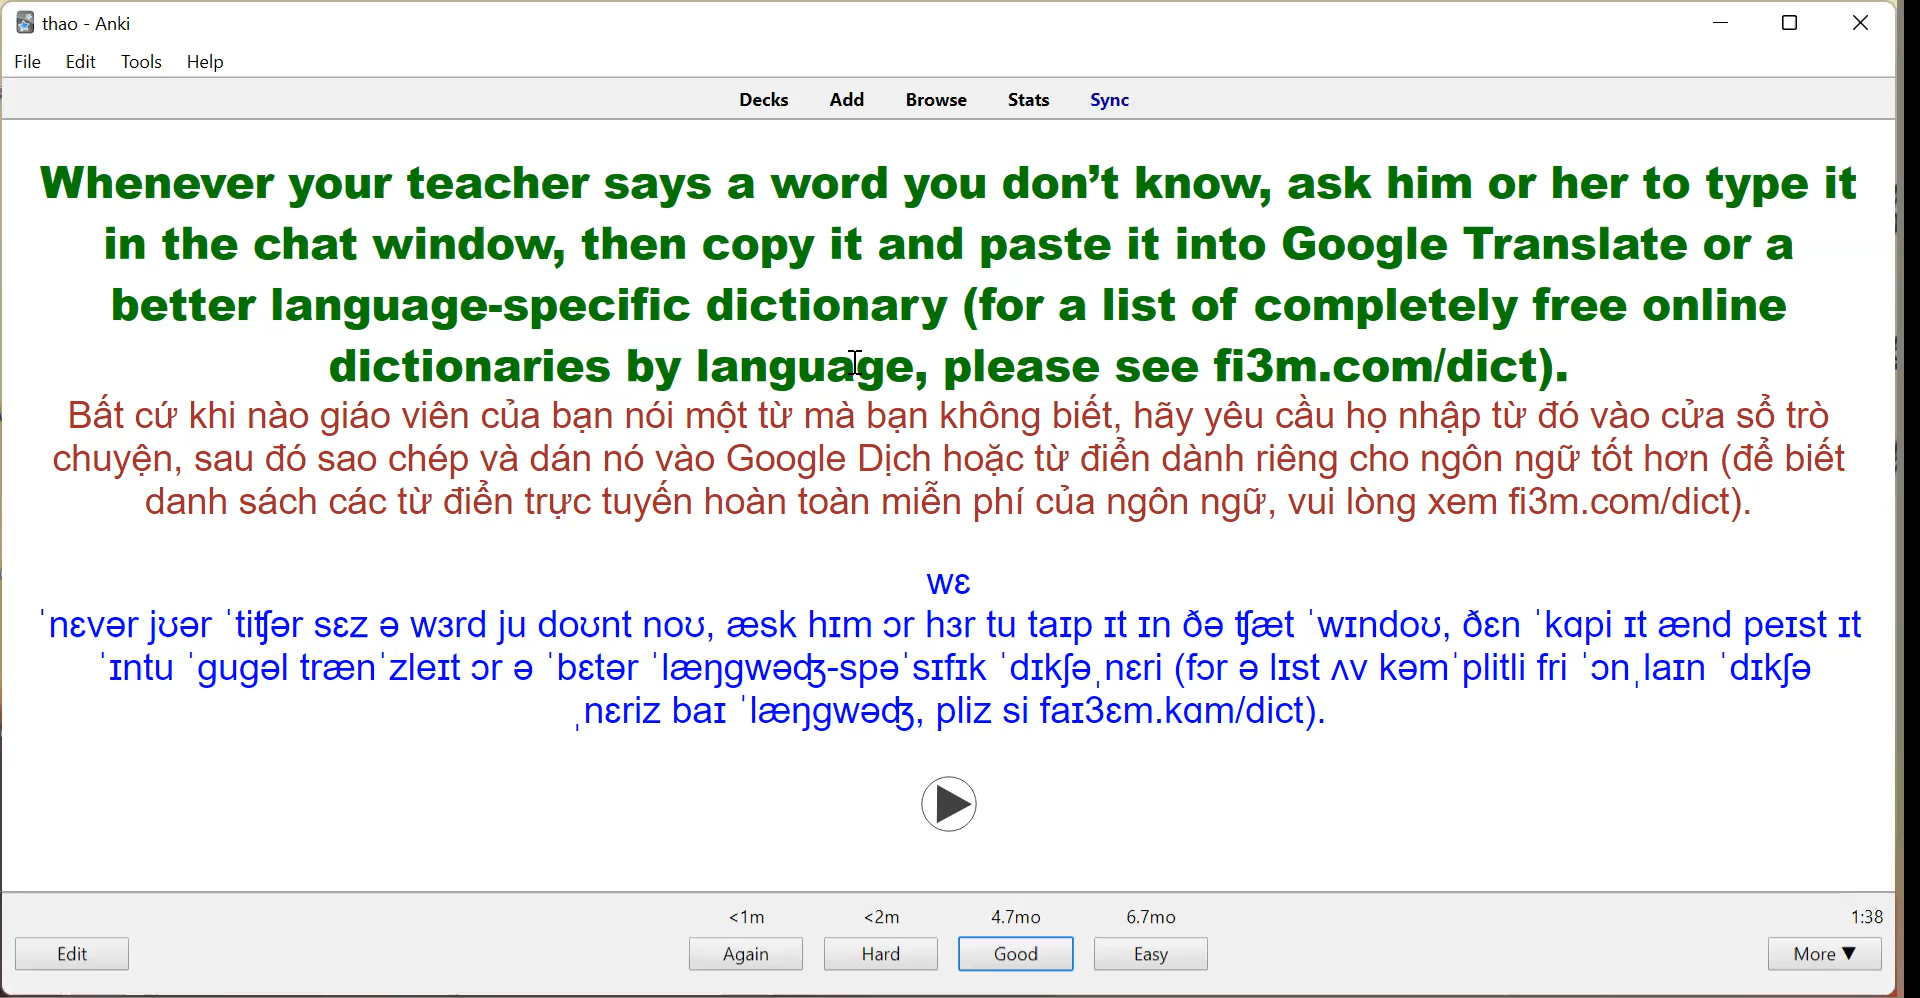 thao - Anki
File Edit Tools Help
Decks Add Browse Stats Sync
Whenever your teacher says a word you don’t know, ask him or her to type it
in the chat window, then copy it and paste it into Google Translate or a
better language-specific dictionary (for a list of completely free online
dictionaries by language, please see fi3m.com/dict).
Bất cứ khi nào giáo viên của bạn nói một từ mà bạn không biết, hãy yêu cầu họ nhập từ đó vào cửa sổ trò
chuyện, sau đó sao chép và dán nó vào Google Dịch hoặc từ điển dành riêng cho ngôn ngữ tốt hơn (để biết
danh sách các từ điển trực tuyến hoàn toàn miễn phí của ngôn ngữ, vui lòng xem fi3m.com/dict).
wɛ
ˈnɛvər jʊər ˈtiʧər sɛz ə wɜrd ju doʊnt noʊ, æsk hɪm ɔr hɜr tu taɪp ɪt ɪn ðə ʧæt ˈwɪndoʊ, ðɛn ˈkɑpi ɪt ænd peɪst ɪt
ˈɪntu ˈgugəl trænˈzleɪt ɔr ə ˈbɛtər ˈlæŋgwəʤ-spəˈsɪfɪk ˈdɪkʃəˌnɛri (fɔr ə lɪst ʌv kəmˈplitli fri ˈɔnˌlaɪn ˈdɪkʃə
ˌnɛriz baɪ ˈlæŋgwəʤ, pliz si faɪ3ɛm.kɑm/dict).
<1m <2m 4.7mo 6.7mo 1:38
Edit Again Hard Good Easy More ▼